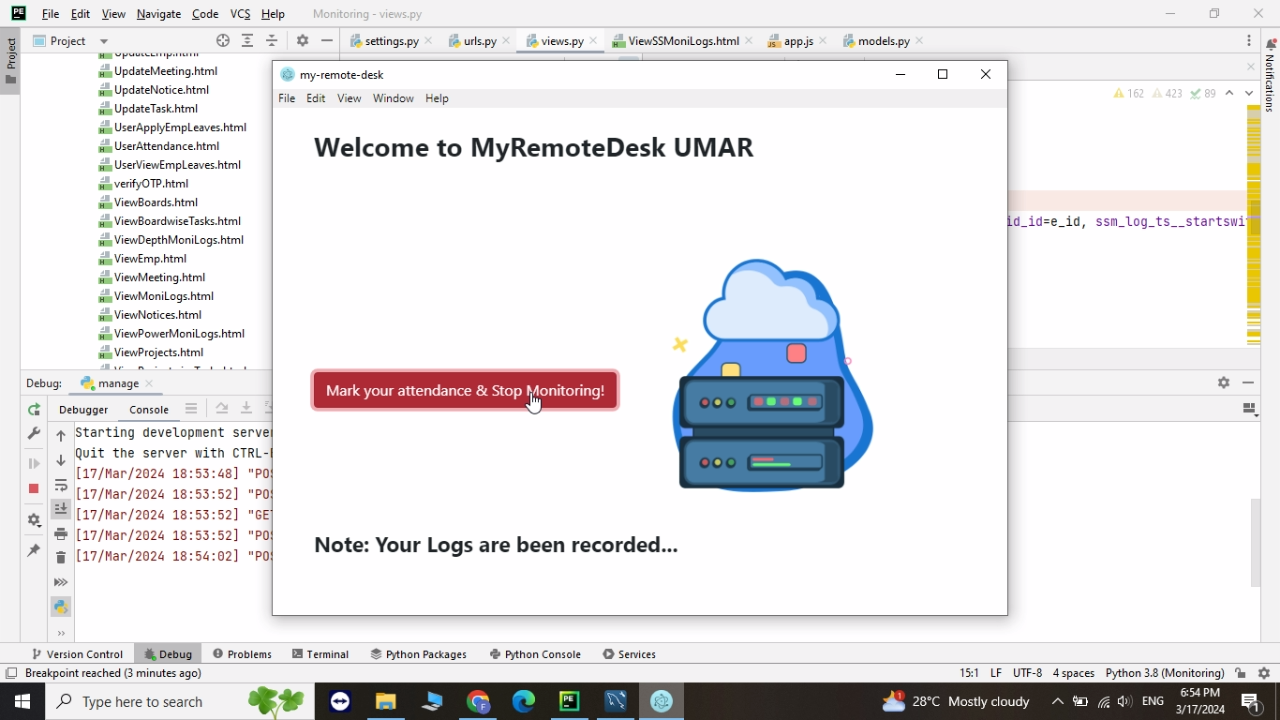 File Edit View Navigate Code VCS Help Monitoring - views.py
Project
settings.py urls.py views.py ViewSSMoniLogs.html app.js models.py
Project
Notifications
UpdateEmp.html
UpdateMeeting.html
UpdateNotice.html
UpdateTask.html
UserApplyEmpLeaves.html
UserAttendance.html
UserViewEmpLeaves.html
verifyOTP.html
ViewBoards.html
ViewBoardwiseTasks.html
ViewDepthMoniLogs.html
ViewEmp.html
ViewMeeting.html
ViewMoniLogs.html
ViewNotices.html
ViewPowerMoniLogs.html
ViewProjects.html
162 423 89
id_id=e_id, ssm_log_ts__startswi
my-remote-desk
File Edit View Window Help
Welcome to MyRemoteDesk UMAR
Mark your attendance & Stop Monitoring!
Note: Your Logs are been recorded...
Debug: manage
Debugger Console
Starting development serve
Quit the server with CTRL-
[17/Mar/2024 18:53:48] "PO
[17/Mar/2024 18:53:52] "PO
[17/Mar/2024 18:53:52] "GE
[17/Mar/2024 18:53:52] "PO
[17/Mar/2024 18:54:02] "PO
Version Control Debug Problems Terminal Python Packages Python Console Services
Breakpoint reached (3 minutes ago) 15:1 LF UTF-8 4 spaces Python 3.8 (Monitoring)
Type here to search 1 28°C Mostly cloudy ENG 6:54 PM
3/17/2024 1